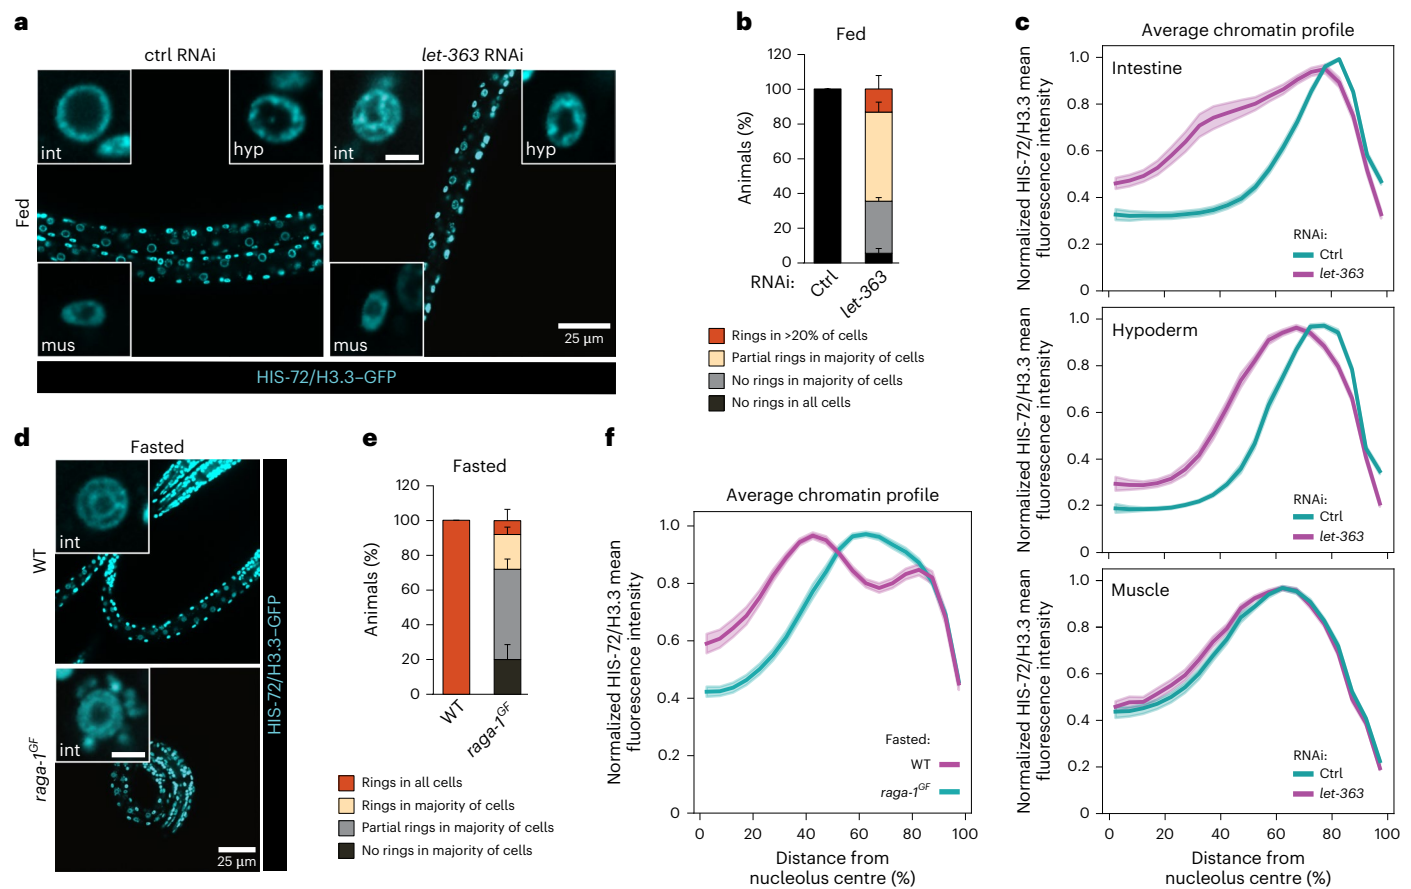 a
ctrl RNAi
let-363 RNAi
int
hyp
int
hyp
Fed
mus
mus
25 µm
HIS-72/H3.3–GFP
b
Fed
Animals (%)
120
100
80
60
40
20
0
RNAi:
Ctrl
let-363
Rings in >20% of cells
Partial rings in majority of cells
No rings in majority of cells
No rings in all cells
c
Average chromatin profile
Normalized HIS-72/H3.3 mean
fluorescence intensity
1.0
0.8
0.6
0.4
0.2
0
Intestine
RNAi:
Ctrl
let-363
Normalized HIS-72/H3.3 mean
fluorescence intensity
1.0
0.8
0.6
0.4
0.2
0
Hypoderm
RNAi:
Ctrl
let-363
Normalized HIS-72/H3.3 mean
fluorescence intensity
1.0
0.8
0.6
0.4
0.2
0
Muscle
RNAi:
Ctrl
let-363
0 20 40 60 80 100
Distance from
nucleolus centre (%)
d
Fasted
WT
int
raga-1GF
int
25 µm
HIS-72/H3.3–GFP
e
Fasted
Animals (%)
120
100
80
60
40
20
0
WT
raga-1GF
Rings in all cells
Rings in majority of cells
Partial rings in majority of cells
No rings in majority of cells
f
Average chromatin profile
Normalized HIS-72/H3.3 mean
fluorescence intensity
1.0
0.8
0.6
0.4
0.2
0
Fasted:
WT
raga-1GF
0 20 40 60 80 100
Distance from
nucleolus centre (%)